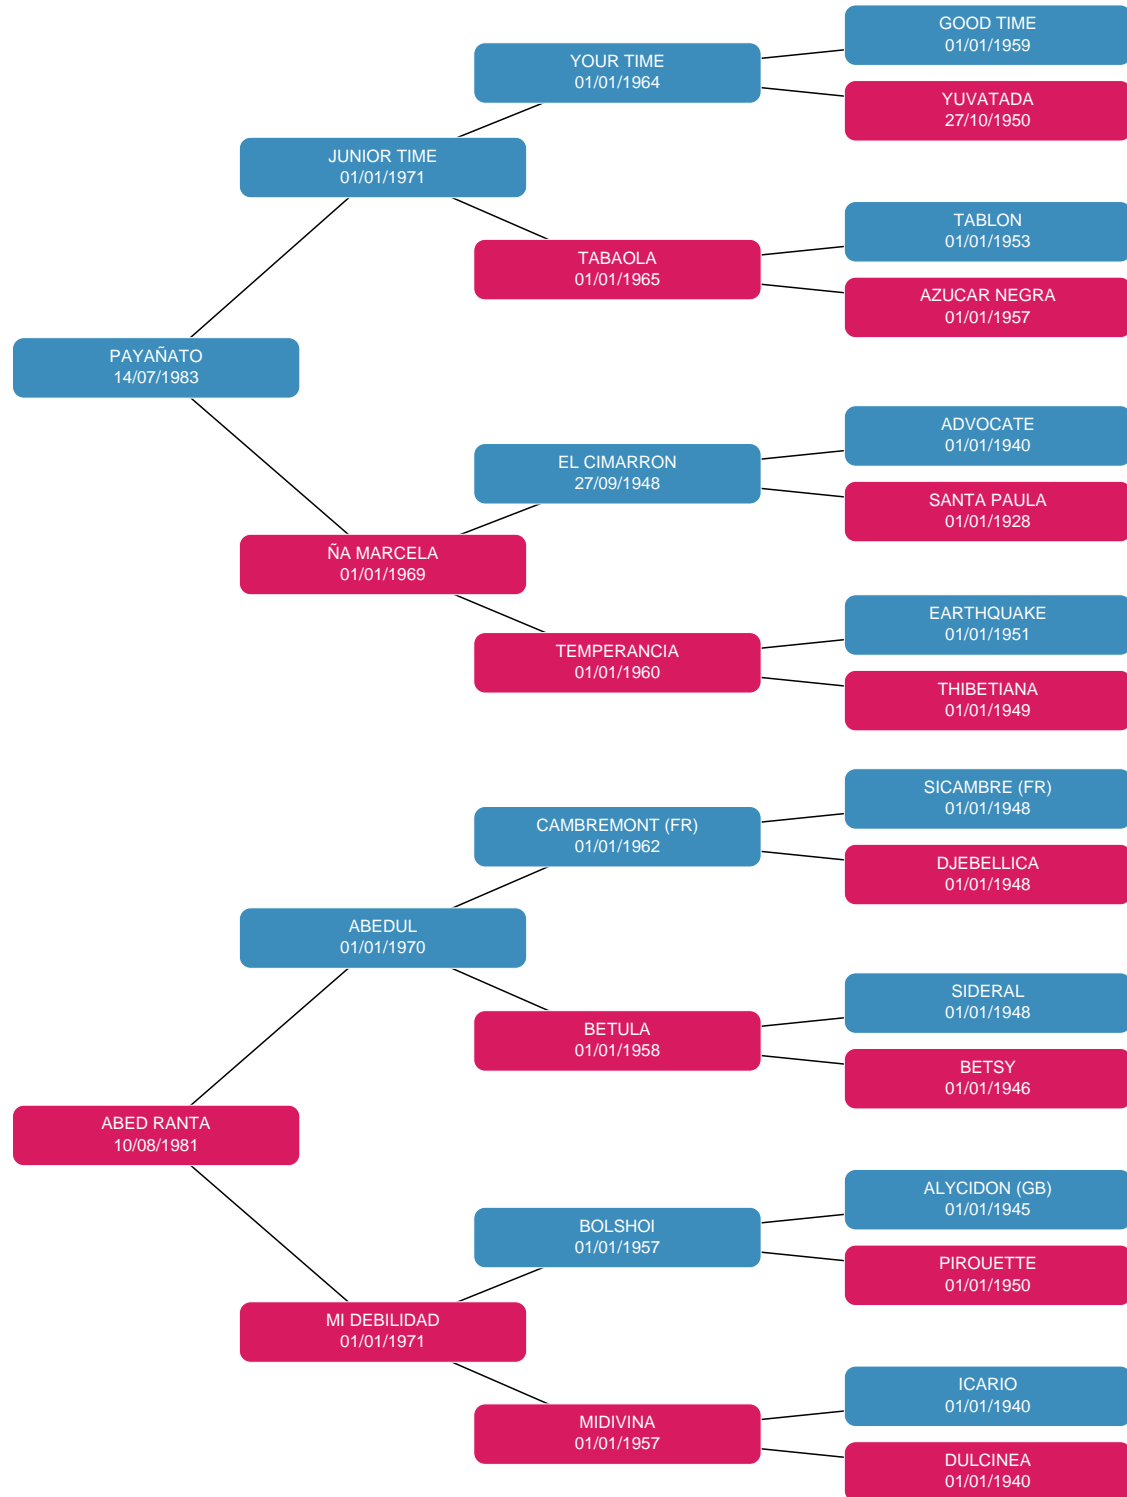 GOOD TIME
01/01/1959
YOUR TIME
01/01/1964
YUVATADA
27/10/1950
JUNIOR TIME
01/01/1971
TABLON
01/01/1953
TABAOLA
01/01/1965
AZUCAR NEGRA
01/01/1957
PAYAÑATO
14/07/1983
ADVOCATE
01/01/1940
EL CIMARRON
27/09/1948
SANTA PAULA
01/01/1928
ÑA MARCELA
01/01/1969
EARTHQUAKE
01/01/1951
TEMPERANCIA
01/01/1960
THIBETIANA
01/01/1949
SICAMBRE (FR)
01/01/1948
CAMBREMONT (FR)
01/01/1962
DJEBELLICA
01/01/1948
ABEDUL
01/01/1970
SIDERAL
01/01/1948
BETULA
01/01/1958
BETSY
01/01/1946
ABED RANTA
10/08/1981
ALYCIDON (GB)
01/01/1945
BOLSHOI
01/01/1957
PIROUETTE
01/01/1950
MI DEBILIDAD
01/01/1971
ICARIO
01/01/1940
MIDIVINA
01/01/1957
DULCINEA
01/01/1940